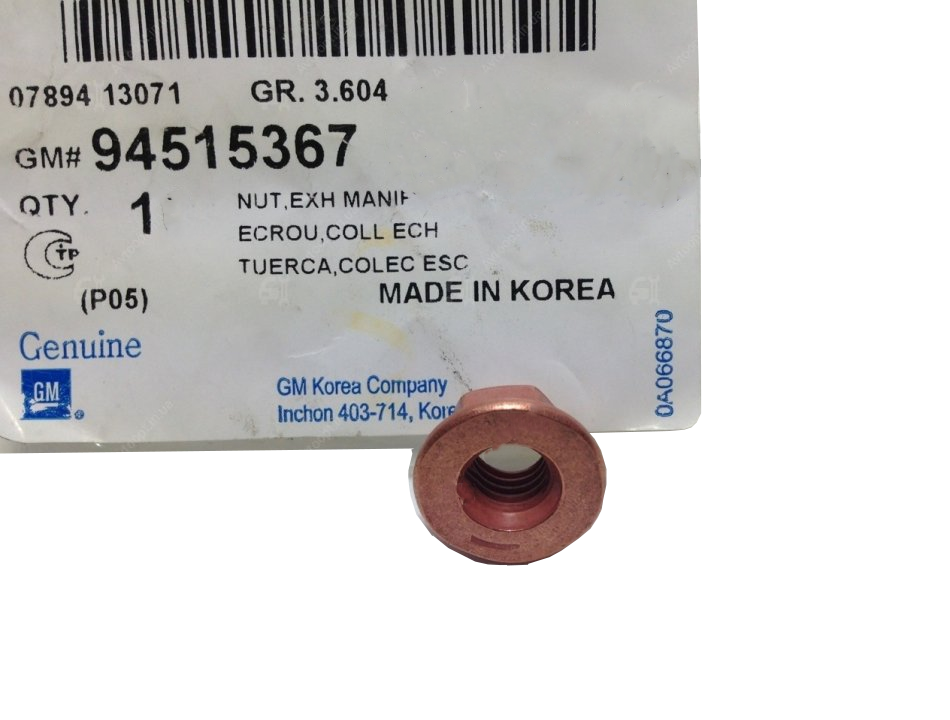 07894 13071 GR. 3.604
GM# 94515367
QTY. 1
NUT,EXH MANIF
ECROU,COLL ECH
TUERCA,COLEC ESC
MADE IN KOREA
(P05)
Genuine
GM
GM Korea Company
Inchon 403-714, Kore
0A066870